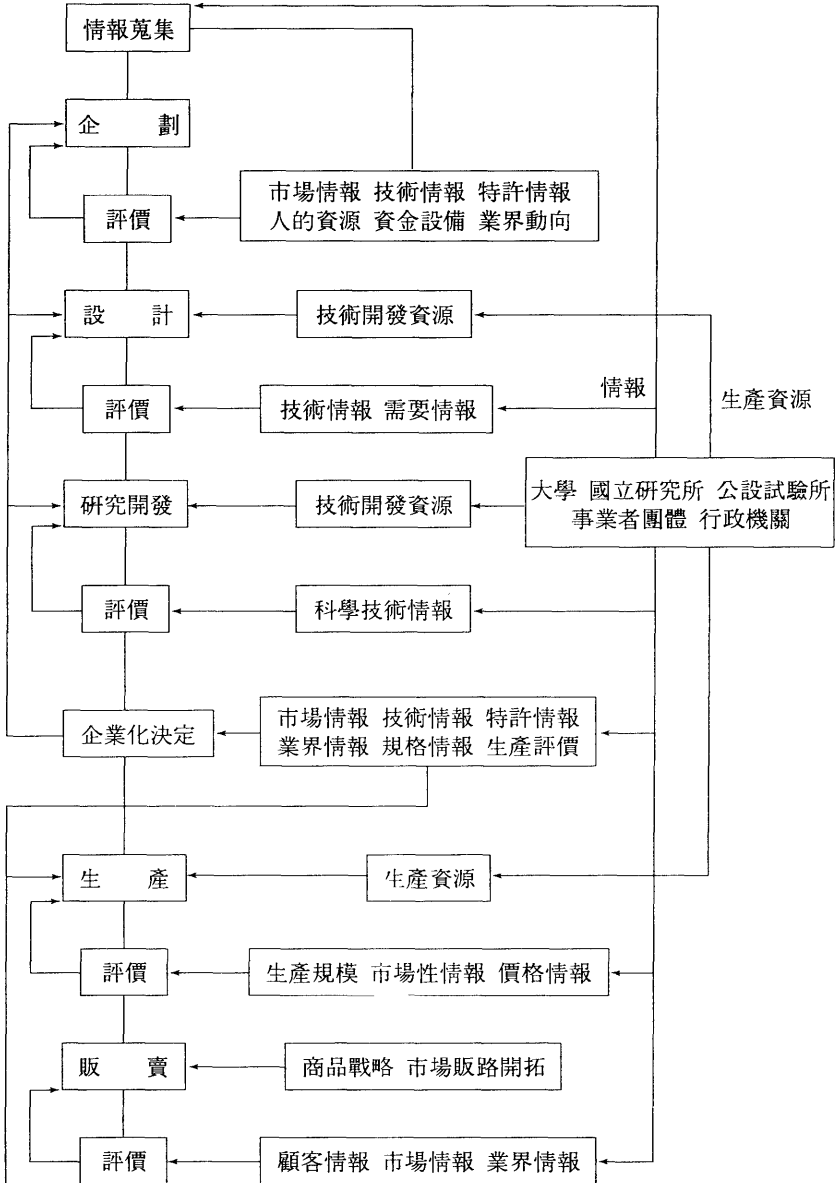 情報蒐集
企 劃
市場情報 技術情報 特許情報
人的資源 資金設備 業界動向
評價
設 計
技術開發資源
情報
生產資源
評價
技術情報 需要情報
大學 國立硏究所 公設試驗所
事業者團體 行政機關
硏究開發
技術開發資源
評價
科學技術情報
企業化決定
市場情報 技術情報 特許情報
業界情報 規格情報 生產評價
生 產
生產資源
評價
生產規模 市場性情報 價格情報
販 賣
商品戰略 市場販路開拓
評價
顧客情報 市場情報 業界情報